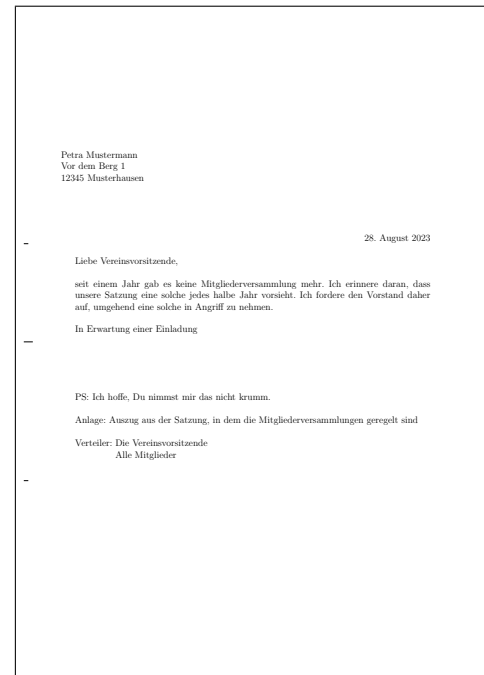 Petra Mustermann
Vor dem Berg 1
12345 Musterhausen
28. August 2023
Liebe Vereinsvorsitzende,
seit einem Jahr gab es keine Mitgliederversammlung mehr. Ich erinnere daran, dass
unsere Satzung eine solche jedes halbe Jahr vorsieht. Ich fordere den Vorstand daher
auf, umgehend eine solche in Angriff zu nehmen.
In Erwartung einer Einladung
PS: Ich hoffe, Du nimmst mir das nicht krumm.
Anlage: Auszug aus der Satzung, in dem die Mitgliederversammlungen geregelt sind
Verteiler: Die Vereinsvorsitzende
Alle Mitglieder